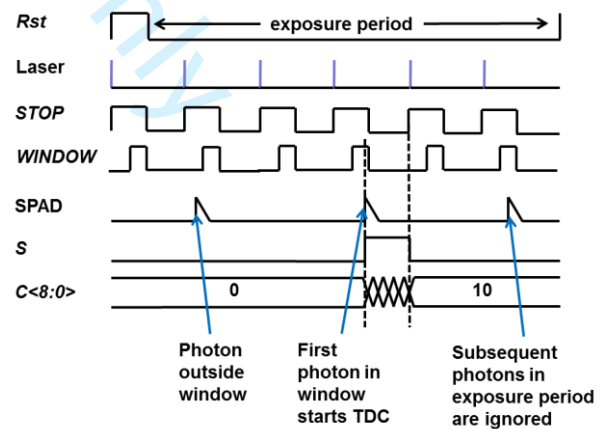 Rst
exposure period
Laser
STOP
WINDOW
SPAD
S
C<8:0>
0
10
Photon
outside
window
First
photon in
window
starts TDC
Subsequent
photons in
exposure period
are ignored
nly